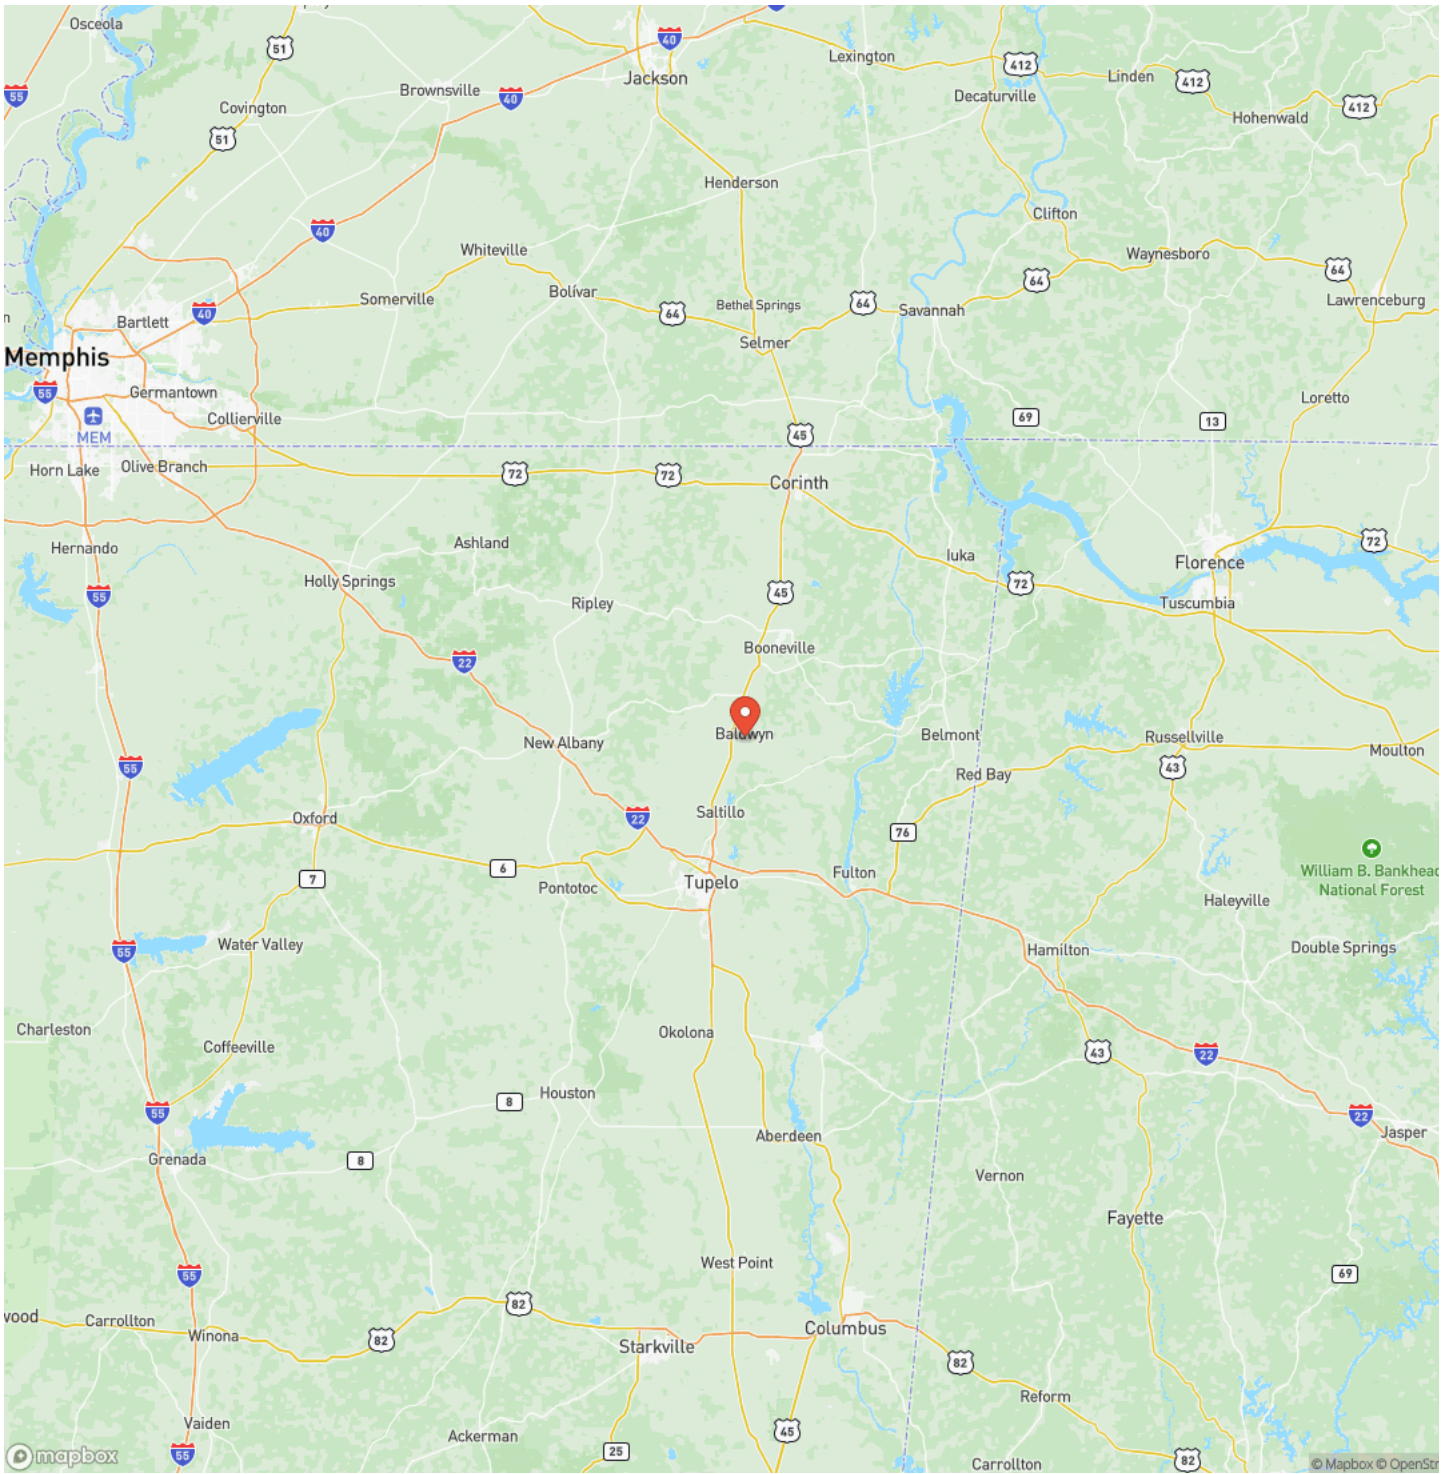 Osceola
51
40
Jackson
Lexington
412
Linden
412
Hohenwald
412
55
Brownsville
40
Covington
51
Decaturville
Henderson
Clifton
40
Whiteville
Waynesboro
64
Bolívar
64
Somerville
Bethel Springs
64
64
Savannah
Lawrenceburg
40
Bartlett
Selmer
Memphis
55
Germantown
Collierville
MEM
Loretto
69
13
45
Horn Lake
Olive Branch
72
72
Corinth
Hernando
Ashland
Iuka
Florence
72
Holly Springs
55
72
45
Ripley
Tuscumbia
Booneville
22
Baldwyn
New Albany
Belmont
Russellville
Moulton
55
43
Red Bay
Oxford
22
Saltillo
76
William B. Bankhead
National Forest
6
7
Pontotoc
Tupelo
Fulton
Haleyville
Water Valley
55
Hamilton
Double Springs
Charleston
Okolona
Coffeeville
43
22
Houston
8
55
22
Jasper
Aberdeen
Grenada
8
Vernon
Fayette
West Point
55
69
82
wood
Carrollton
Winona
82
Starkville
Columbus
82
Reform
Vaiden
Ackerman
45
55
25
Carrollton
82
mapbox
© Mapbox © OpenStr